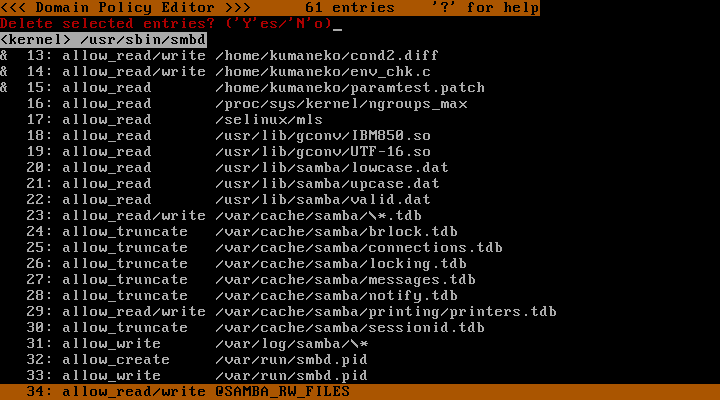 <<< Domain Policy Editor >>>      61 entries    '?' for help
Delete selected entries? ('Y'es/'N'o)_
<kernel> /usr/sbin/smbd
&  13: allow_read/write /home/kumaneko/cond2.diff
&  14: allow_read/write /home/kumaneko/env_chk.c
&  15: allow_read       /home/kumaneko/paramtest.patch
   16: allow_read       /proc/sys/kernel/ngroups_max
   17: allow_read       /selinux/mls
   18: allow_read       /usr/lib/gconv/IBM850.so
   19: allow_read       /usr/lib/gconv/UTF-16.so
   20: allow_read       /usr/lib/samba/lowcase.dat
   21: allow_read       /usr/lib/samba/upcase.dat
   22: allow_read       /usr/lib/samba/valid.dat
   23: allow_read/write /var/cache/samba/\*.tdb
   24: allow_truncate   /var/cache/samba/brlock.tdb
   25: allow_truncate   /var/cache/samba/connections.tdb
   26: allow_truncate   /var/cache/samba/locking.tdb
   27: allow_truncate   /var/cache/samba/messages.tdb
   28: allow_truncate   /var/cache/samba/notify.tdb
   29: allow_read/write /var/cache/samba/printing/printers.tdb
   30: allow_truncate   /var/cache/samba/sessionid.tdb
   31: allow_write      /var/log/samba/\*
   32: allow_create     /var/run/smbd.pid
   33: allow_write      /var/run/smbd.pid
   34: allow_read/write @SAMBA_RW_FILES